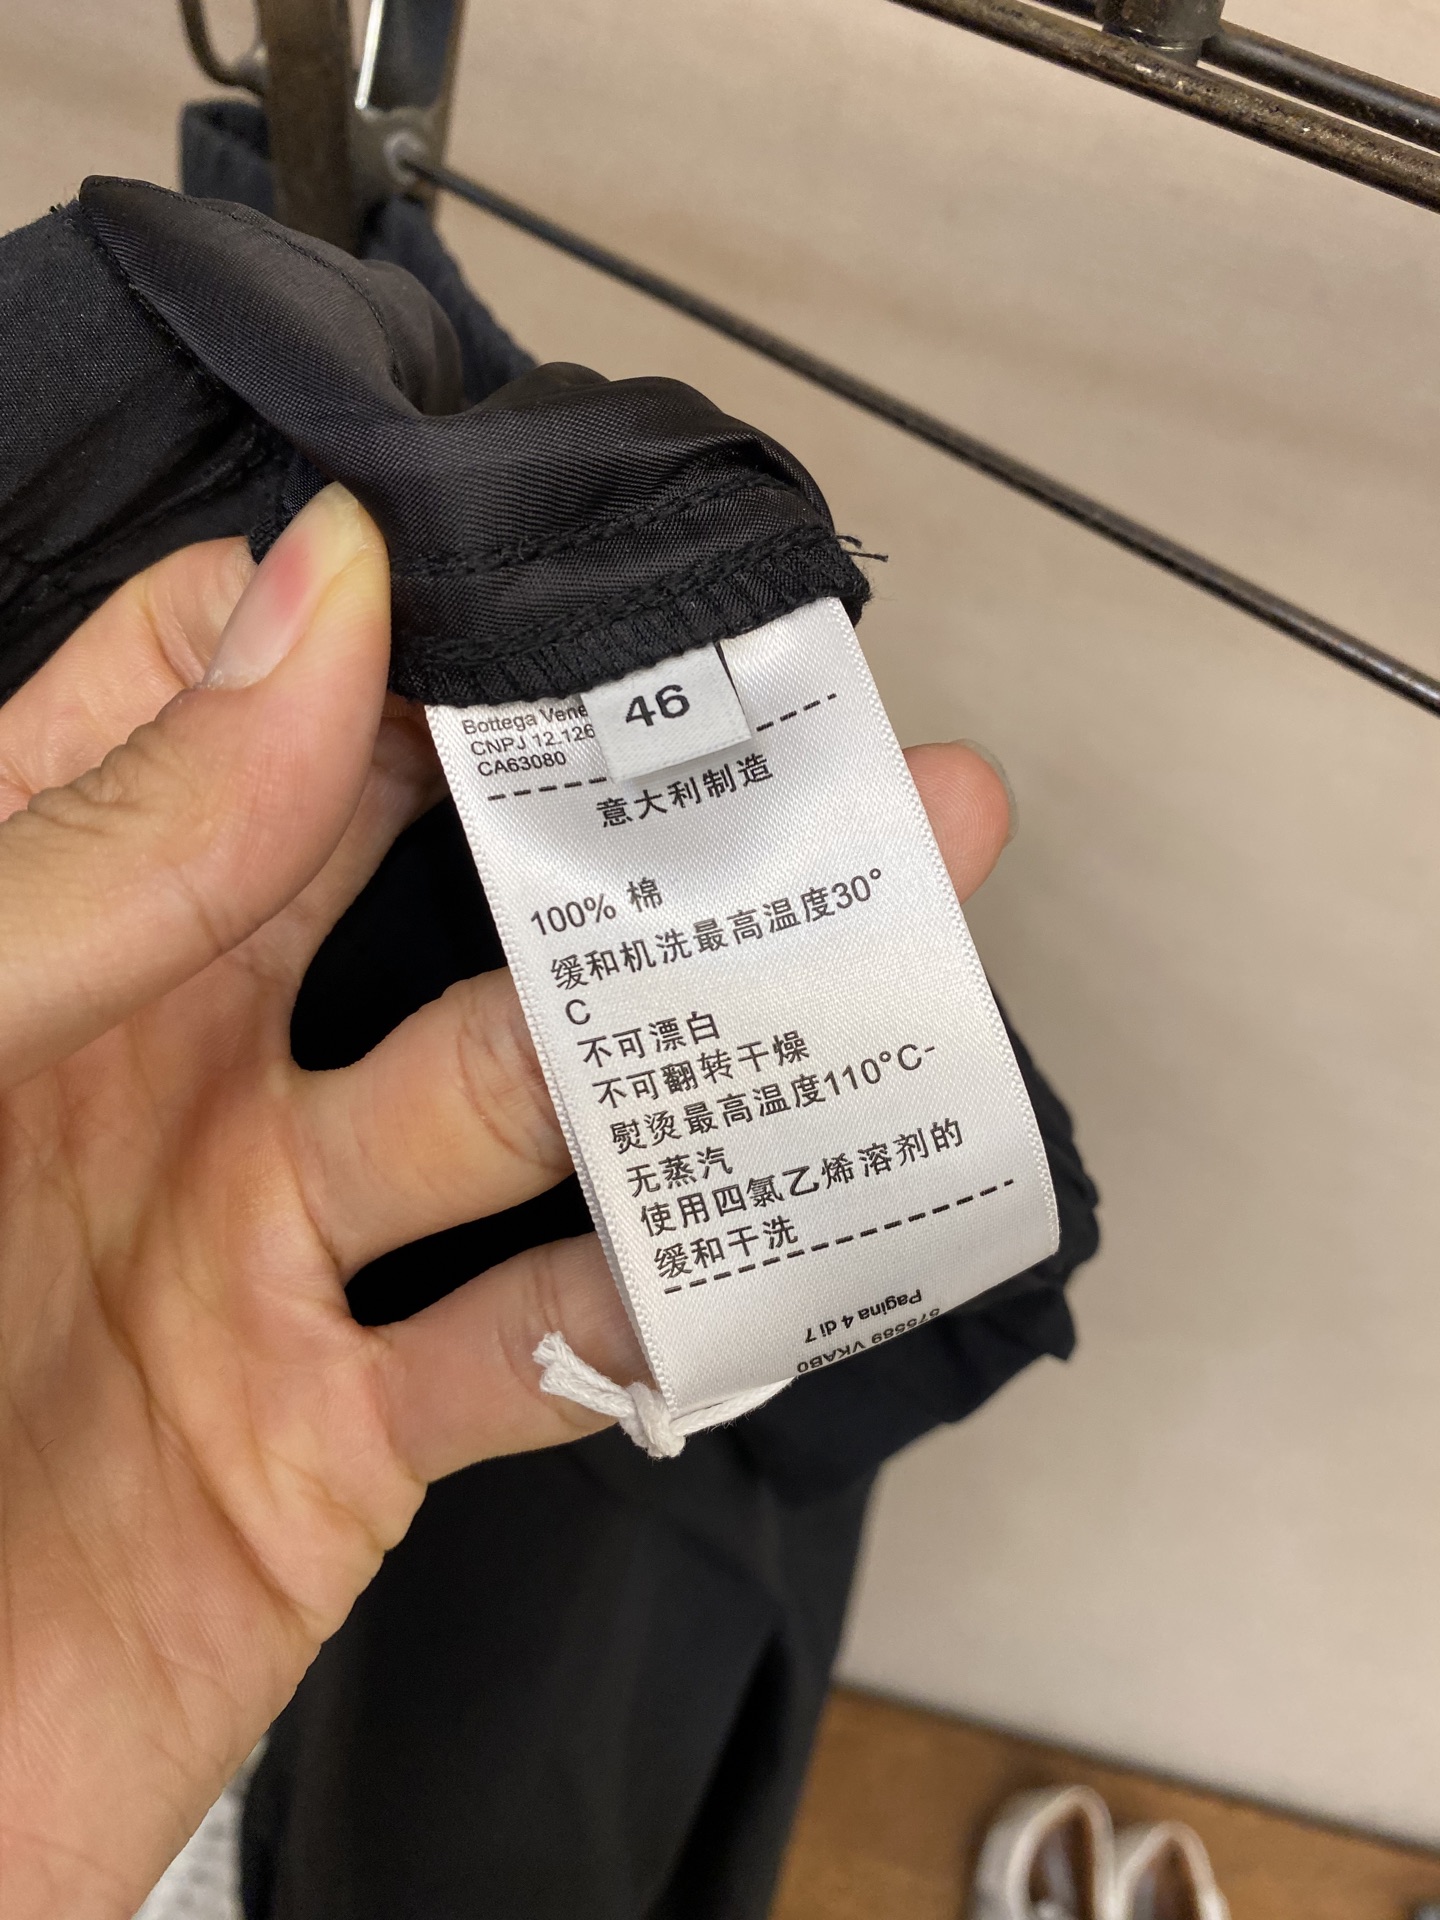 46
Bottega Vene
CNPJ 12.126
CA63080
意大利制造
100% 棉
缓和机洗最高温度30°
C
不可漂白
不可翻转干燥
熨烫最高温度110°C-
无蒸汽
使用四氯乙烯溶剂的
缓和干洗
Pagina 4 di 7
VKAB0